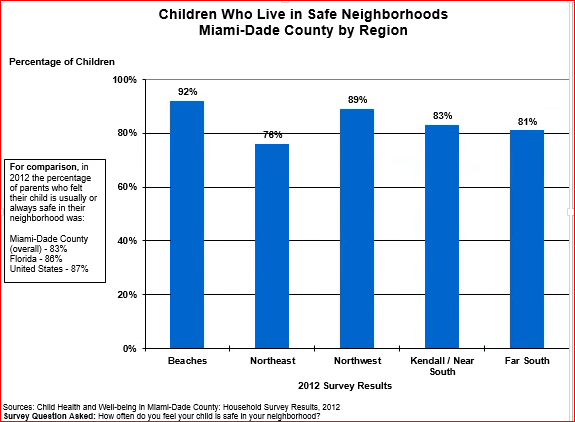 Children Who Live in Safe Neighborhoods
Miami-Dade County by Region
Percentage of Children
100%
80%
60%
40%
20%
0%
92%
76%
89%
83%
81%
For comparison, in
2012 the percentage
of parents who felt
their child is usually or
always safe in their
neighborhood was:
Miami-Dade County
(overall) - 83%
Florida - 86%
United States - 87%
Beaches
Northeast
Northwest
Kendall / Near
South
Far South
2012 Survey Results
Sources: Child Health and Well-being in Miami-Dade County: Household Survey Results, 2012
Survey Question Asked: How often do you feel your child is safe in your neighborhood?